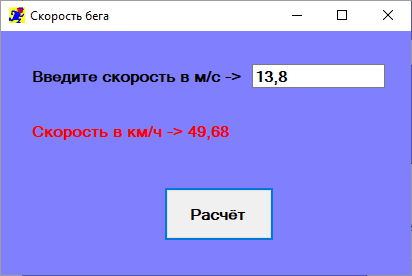 Скорость бега
Введите скорость в м/с -> 13,8
Скорость в км/ч -> 49,68
Расчёт